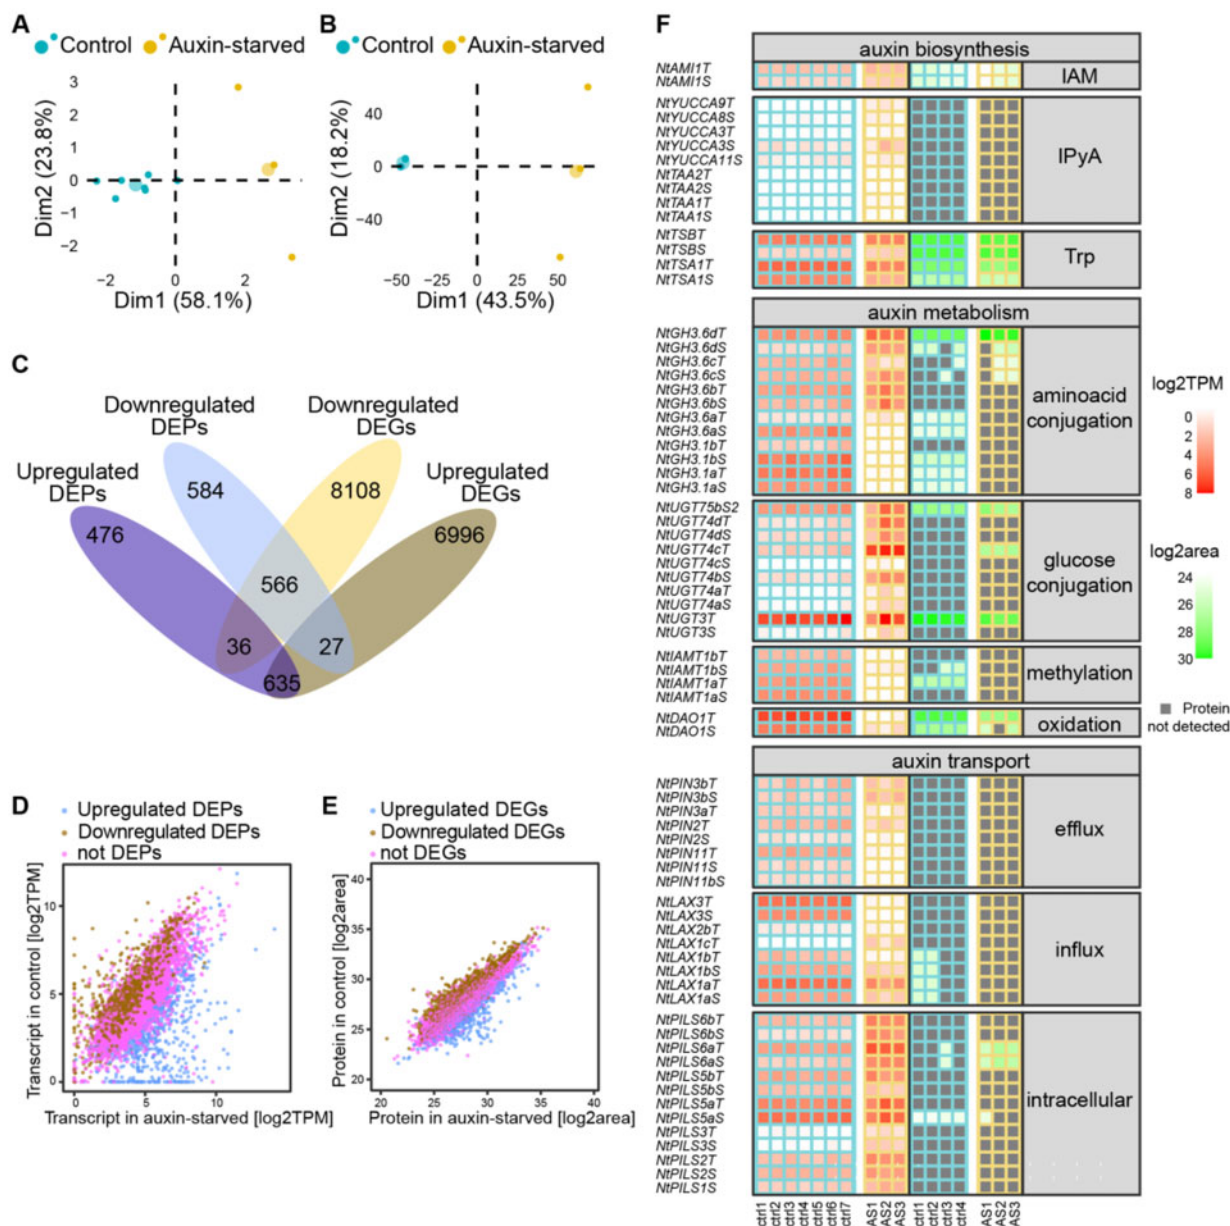 A
Control
Auxin-starved
3
2
1
0
−1
−2
Dim2 (23.8%)
−2
0
2
Dim1 (58.1%)
B
Control
Auxin-starved
40
0
−40
Dim2 (18.2%)
−50
0
50
Dim1 (43.5%)
C
Downregulated
DEPs
Downregulated
DEGs
Upregulated
DEPs
Upregulated
DEGs
584
8108
476
6996
566
36
27
635
D
Upregulated DEPs
Downregulated DEPs
not DEPs
Transcript in control [log2TPM]
10
5
0
0
5
10
15
Transcript in auxin-starved [log2TPM]
E
Upregulated DEGs
Downregulated DEGs
not DEGs
Protein in control [log2area]
40
35
30
25
20
20
25
30
35
40
Protein in auxin-starved [log2area]
F
auxin biosynthesis
NtAMI1T
NtAMI1S
IAM
NtYUCCA9T
NtYUCCA8S
NtYUCCA3T
NtYUCCA3S
NtYUCCA11S
NtTAA2T
NtTAA2S
NtTAA1T
NtTAA1S
IPyA
NtTSBT
NtTSBS
NtTSA1T
NtTSA1S
Trp
auxin metabolism
NtGH3.6dT
NtGH3.6dS
NtGH3.6cT
NtGH3.6cS
NtGH3.6bT
NtGH3.6bS
NtGH3.6aT
NtGH3.6aS
NtGH3.1bT
NtGH3.1bS
NtGH3.1aT
NtGH3.1aS
aminoacid
conjugation
NtUGT75bS2
NtUGT74dT
NtUGT74dS
NtUGT74cT
NtUGT74cS
NtUGT74bS
NtUGT74aT
NtUGT74aS
NtUGT3T
NtUGT3S
glucose
conjugation
NtIAMT1bT
NtIAMT1bS
NtIAMT1aT
NtIAMT1aS
methylation
NtDAO1T
NtDAO1S
oxidation
auxin transport
NtPIN3bT
NtPIN3bS
NtPIN3aT
NtPIN2T
NtPIN2S
NtPIN11T
NtPIN11S
NtPIN11bS
efflux
NtLAX3T
NtLAX3S
NtLAX2bT
NtLAX1cT
NtLAX1bT
NtLAX1bS
NtLAX1aT
NtLAX1aS
influx
NtPILS6bT
NtPILS6bS
NtPILS6aT
NtPILS6aS
NtPILS5bT
NtPILS5bS
NtPILS5aT
NtPILS5aS
NtPILS3T
NtPILS3S
NtPILS2T
NtPILS2S
NtPILS1S
intracellular
ctrl1
ctrl2
ctrl3
ctrl4
ctrl5
ctrl6
ctrl7
AS1
AS2
AS3
ctrl1
ctrl2
ctrl3
ctrl4
AS1
AS2
AS3
log2TPM
0
2
4
6
8
log2area
24
26
28
30
Protein
not detected